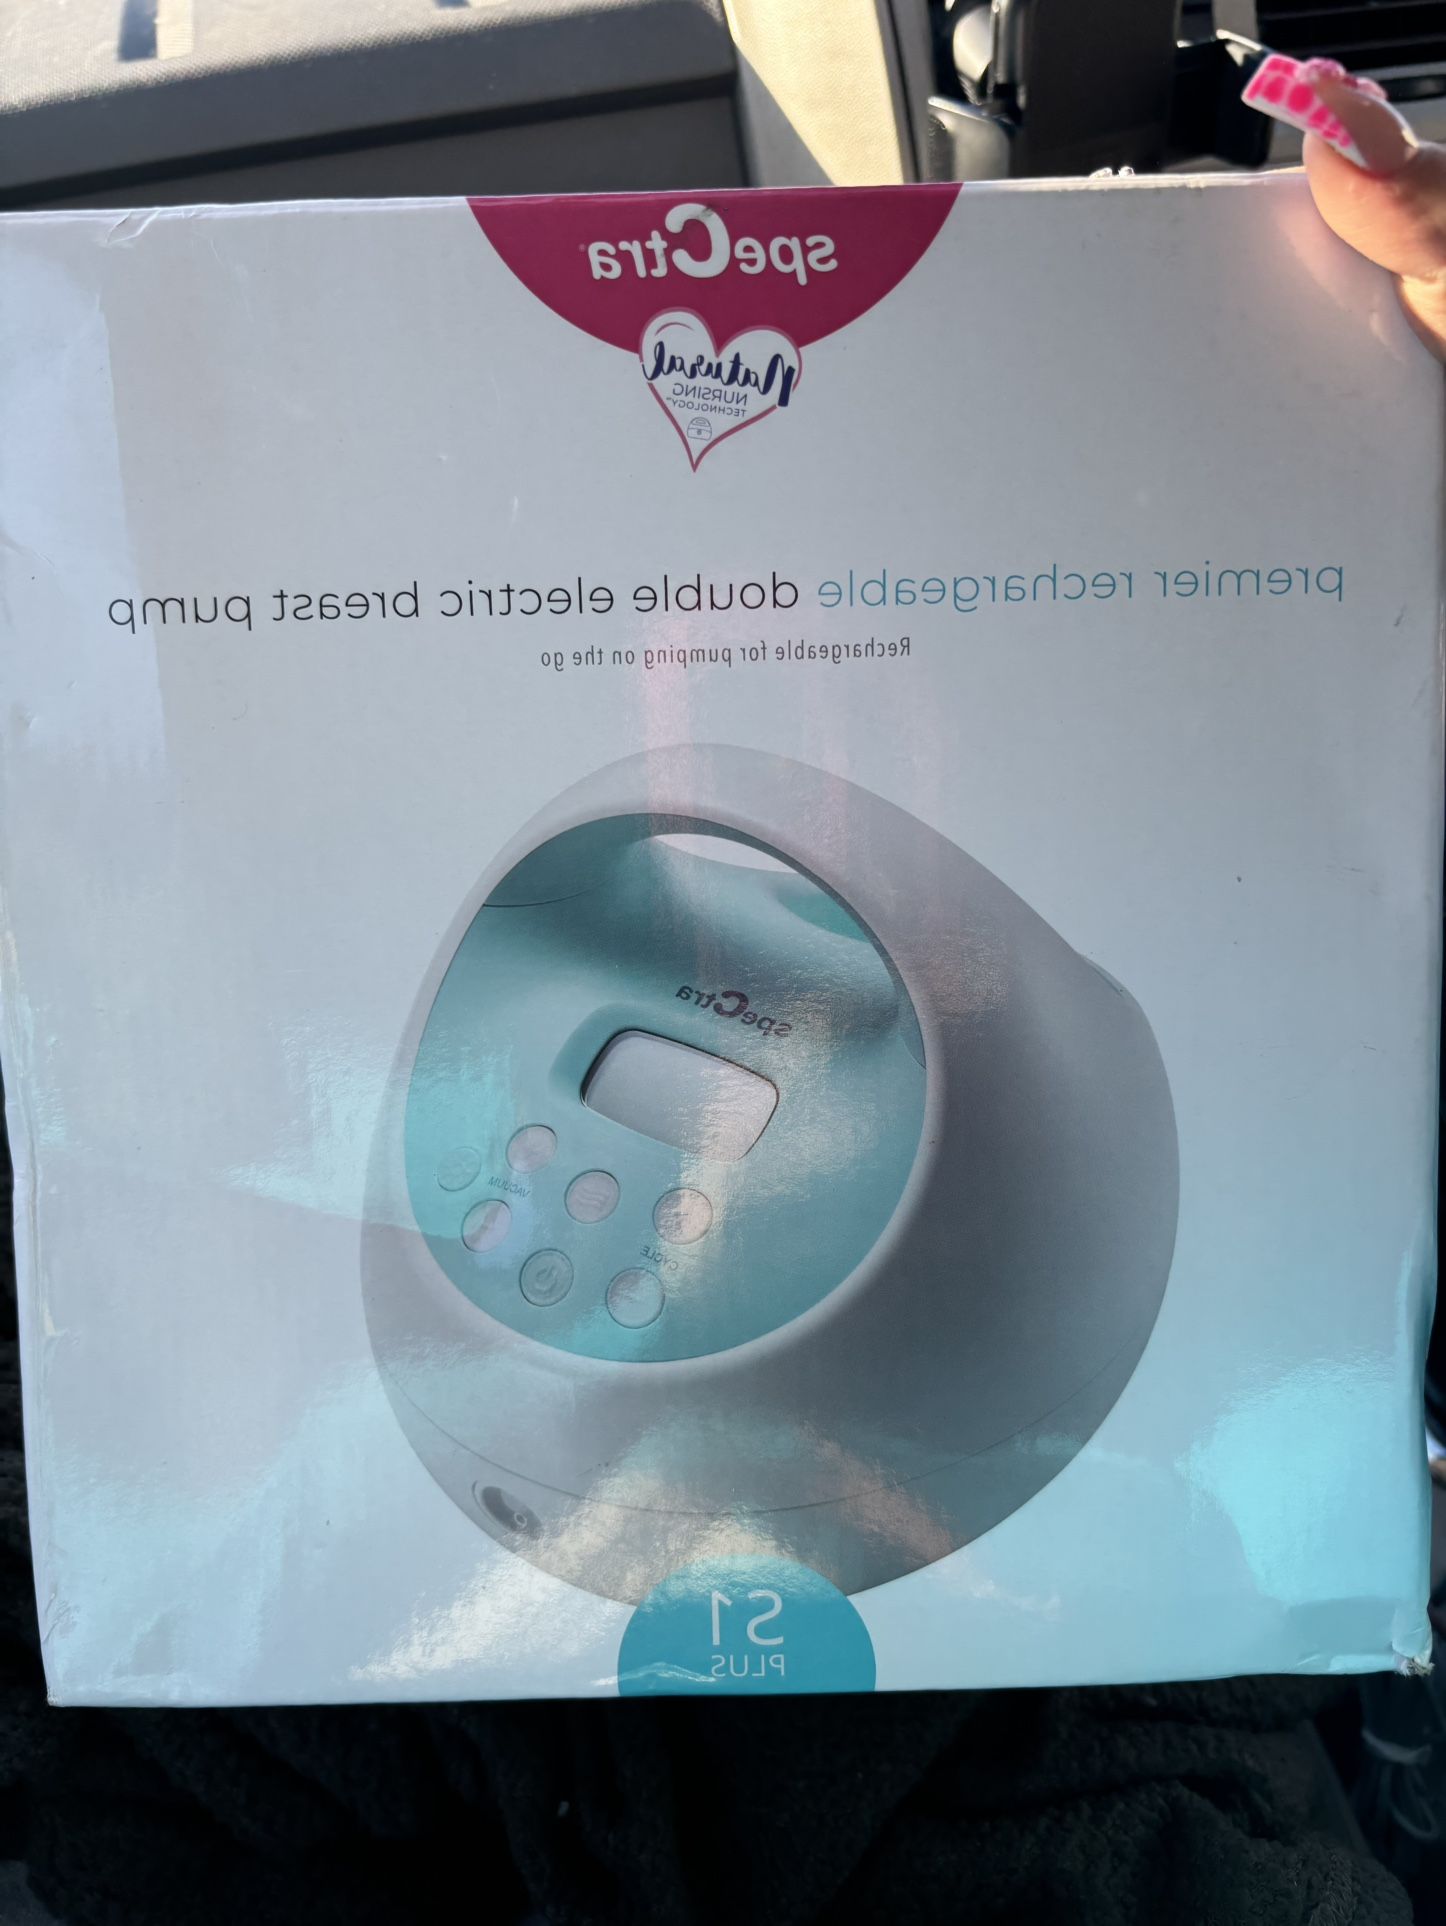 speCtra®
Natural
NURSING
TECHNOLOGY™
premier rechargeable double electric breast pump
Rechargeable for pumping on the go
speCtra
VACUUM
CYCLE
S1
PLUS